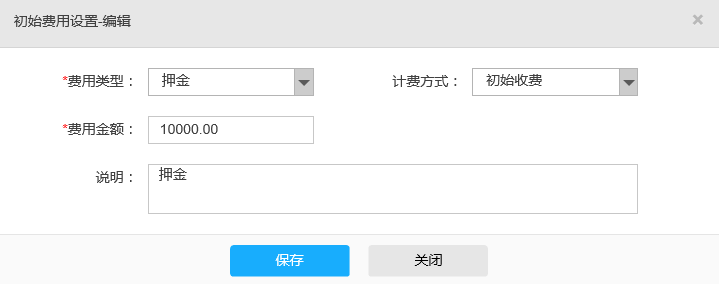 初始费用设置-编辑 ×
*费用类型： 押金 计费方式： 初始收费
*费用金额： 10000.00
说明： 押金
保存 关闭